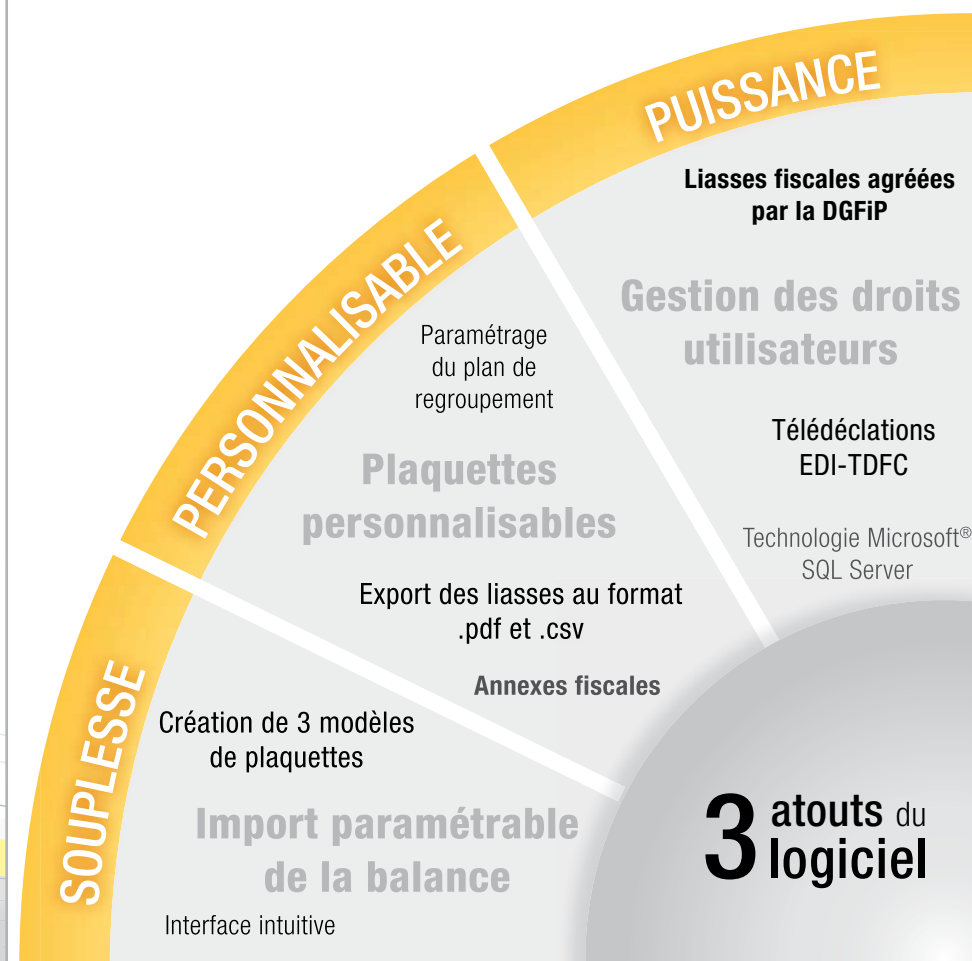 PUISSANCE
Liasses fiscales agréées
par la DGFiP
Gestion des droits
utilisateurs
Télédéclations
EDI-TDFC
Technologie Microsoft®
SQL Server
PERSONNALISABLE
Paramétrage
du plan de
regroupement
Plaquettes
personnalisables
Export des liasses au format
.pdf et .csv
Annexes fiscales
SOUPLESSE
Création de 3 modèles
de plaquettes
Import paramétrable
de la balance
Interface intuitive
3 atouts du
logiciel